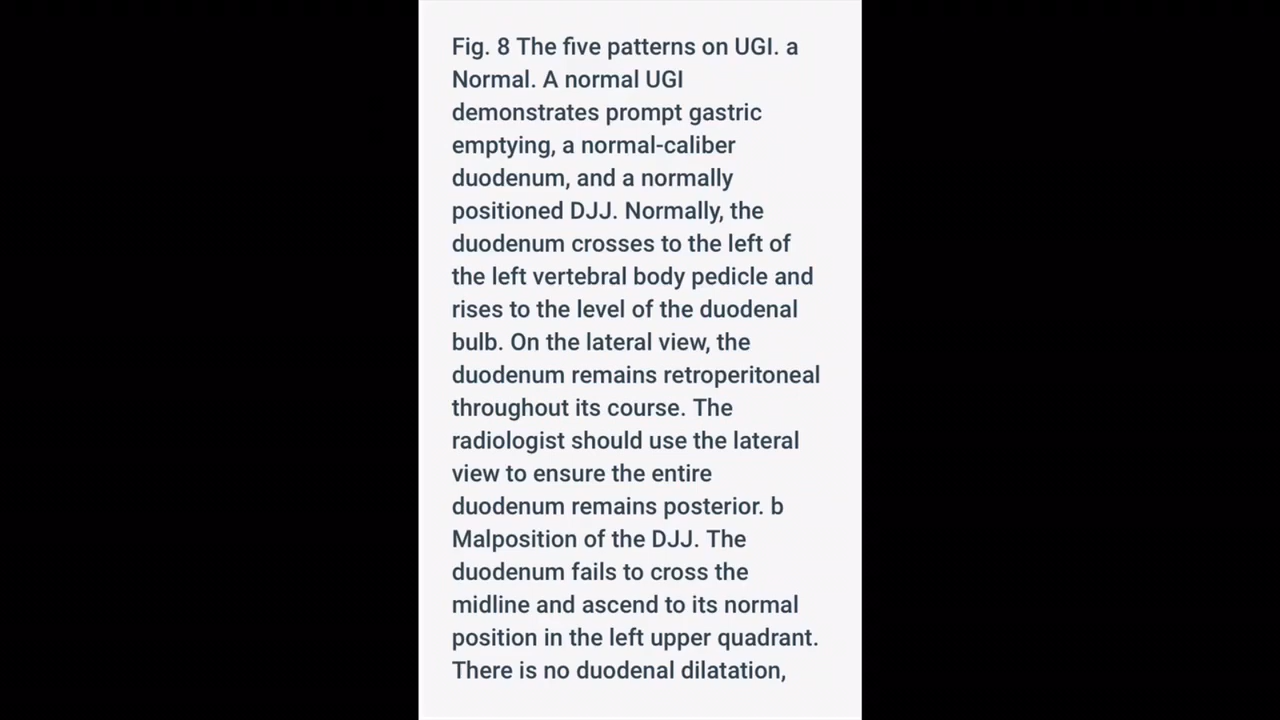 Fig. 8 The five patterns on UGI. a
Normal. A normal UGI
demonstrates prompt gastric
emptying, a normal-caliber
duodenum, and a normally
positioned DJJ. Normally, the
duodenum crosses to the left of
the left vertebral body pedicle and
rises to the level of the duodenal
bulb. On the lateral view, the
duodenum remains retroperitoneal
throughout its course. The
radiologist should use the lateral
view to ensure the entire
duodenum remains posterior. b
Malposition of the DJJ. The
duodenum fails to cross the
midline and ascend to its normal
position in the left upper quadrant.
There is no duodenal dilatation,